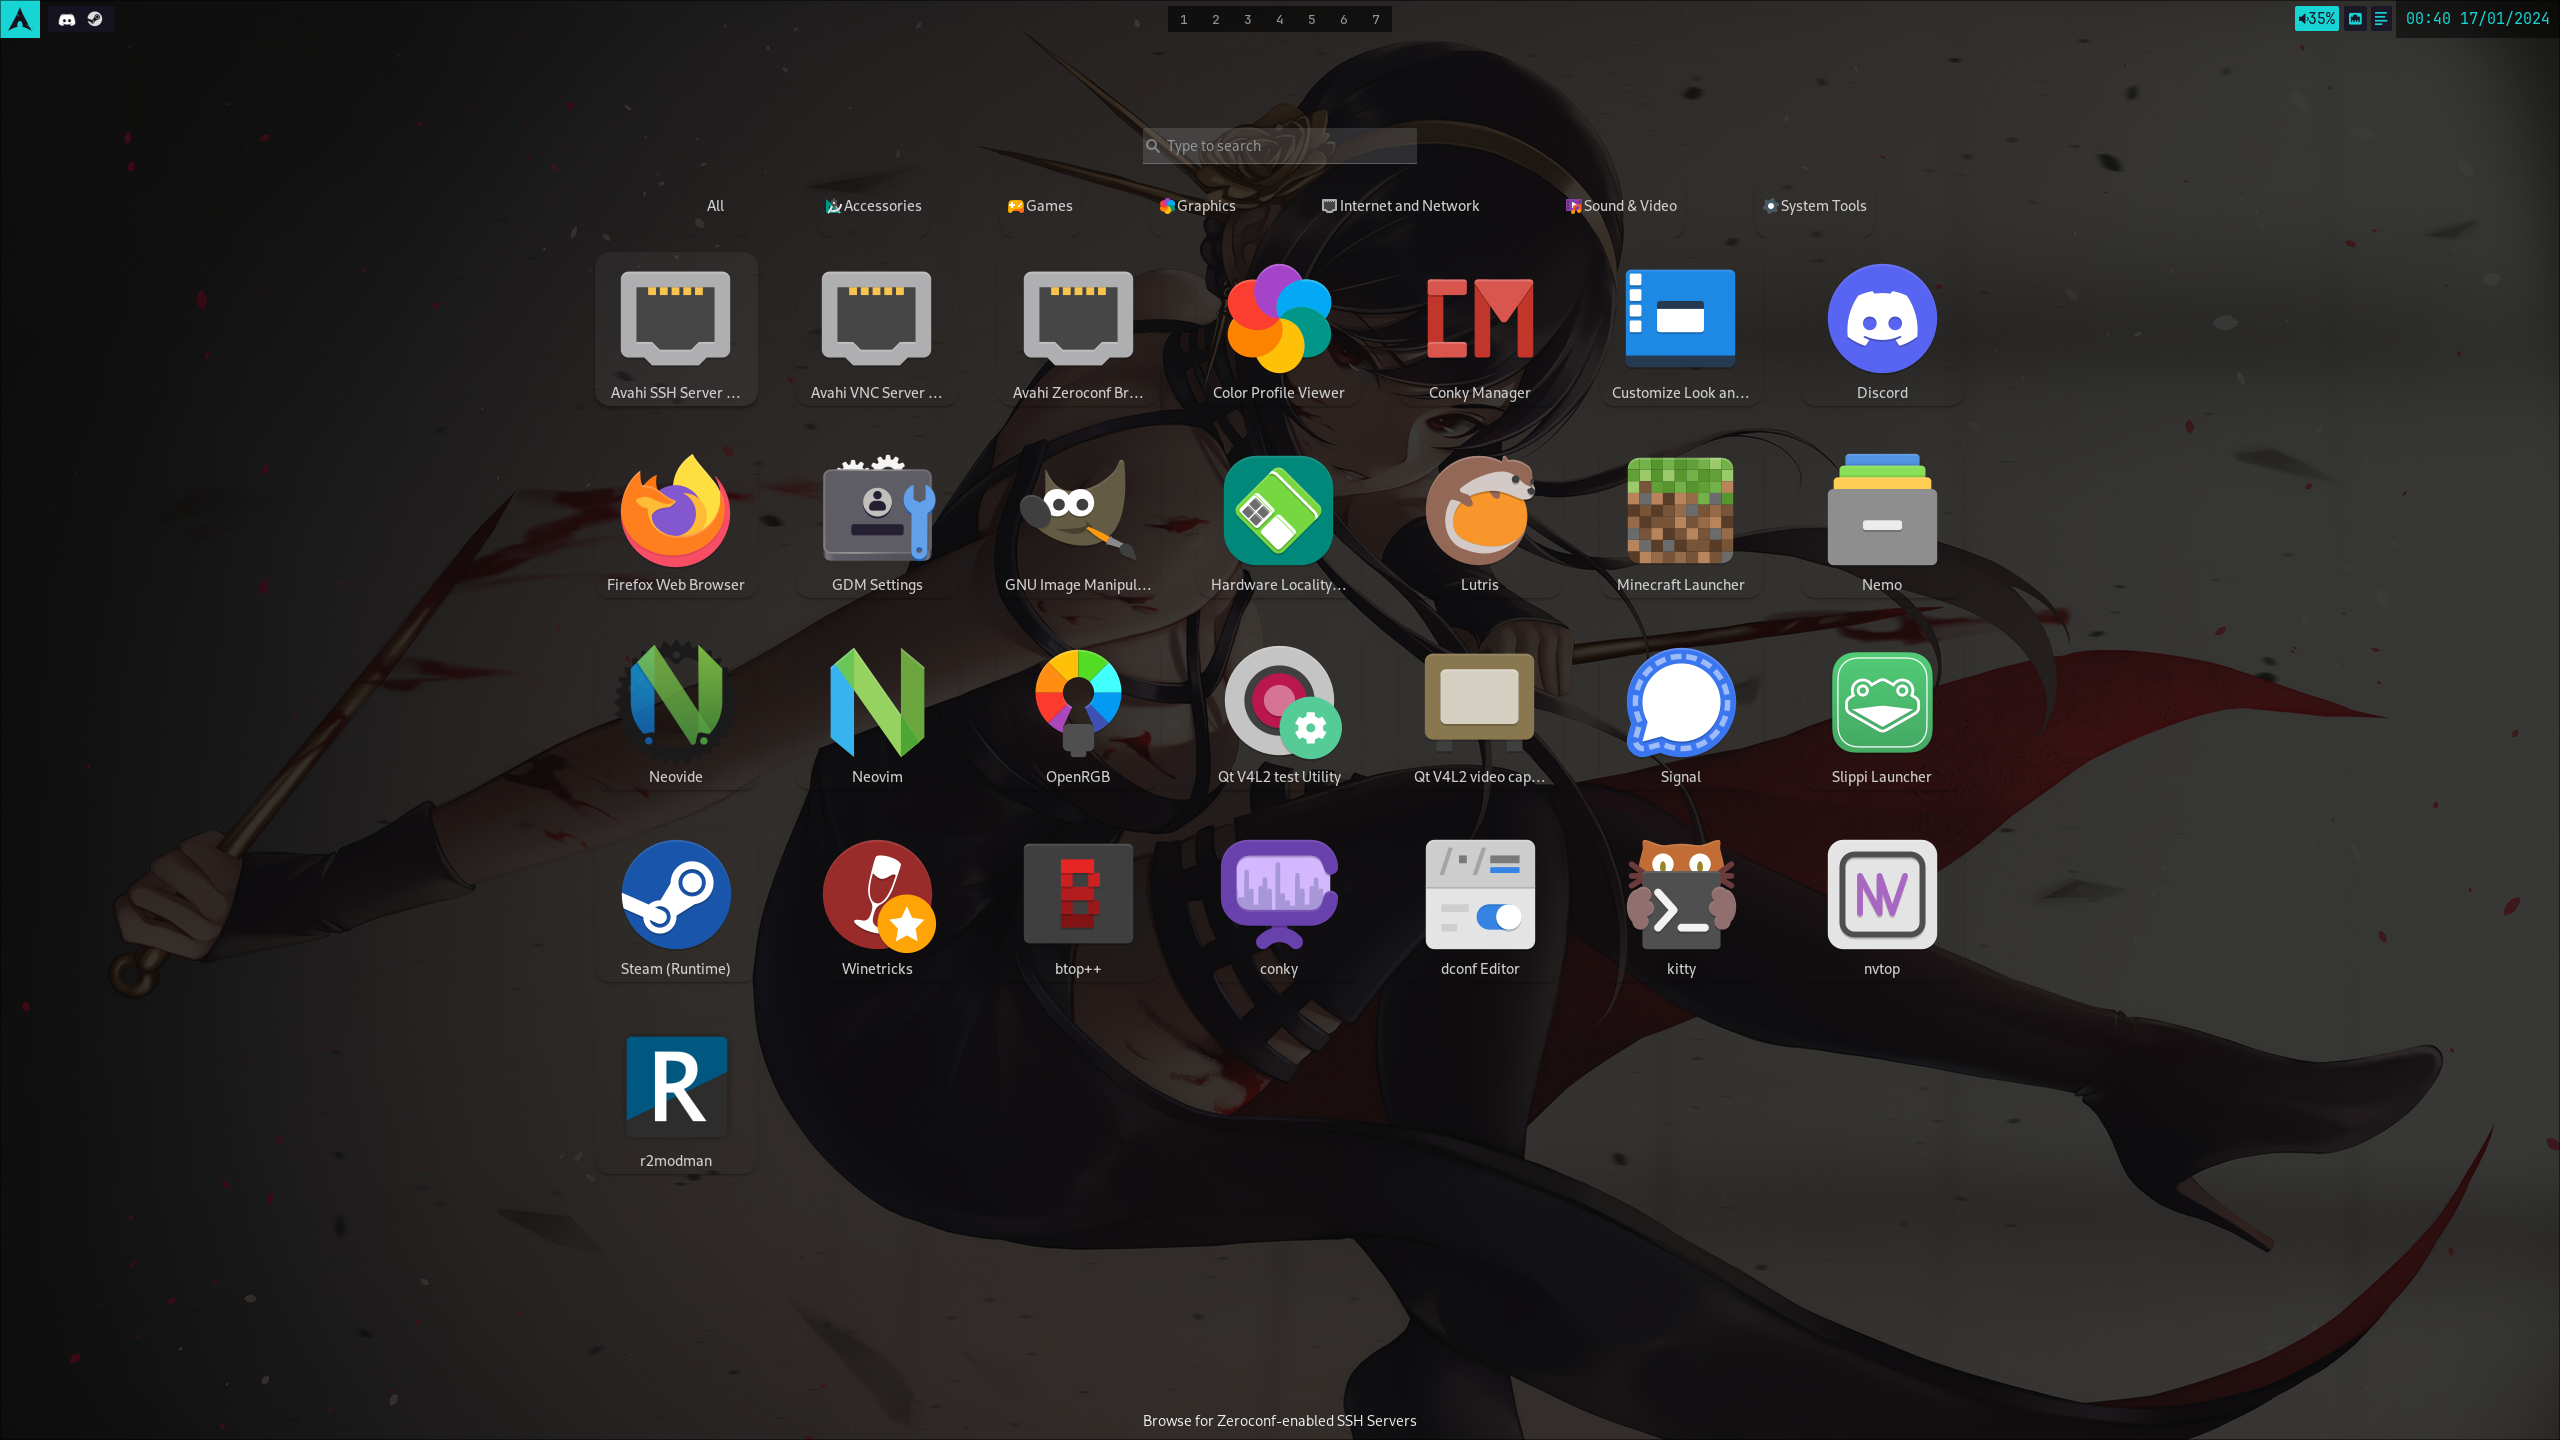 1 2 3 4 5 6 7
35%
00:40 17/01/2024
Type to search
All Accessories Games Graphics Internet and Network Sound & Video System Tools
Avahi SSH Server ... Avahi VNC Server ... Avahi Zeroconf Br... Color Profile Viewer Conky Manager Customize Look an... Discord
Firefox Web Browser GDM Settings GNU Image Manipul... Hardware Locality... Lutris Minecraft Launcher Nemo
Neovide Neovim OpenRGB Qt V4L2 test Utility Qt V4L2 video cap... Signal Slippi Launcher
Steam (Runtime) Winetricks btop++ conky dconf Editor kitty nvtop
r2modman
Browse for Zeroconf-enabled SSH Servers